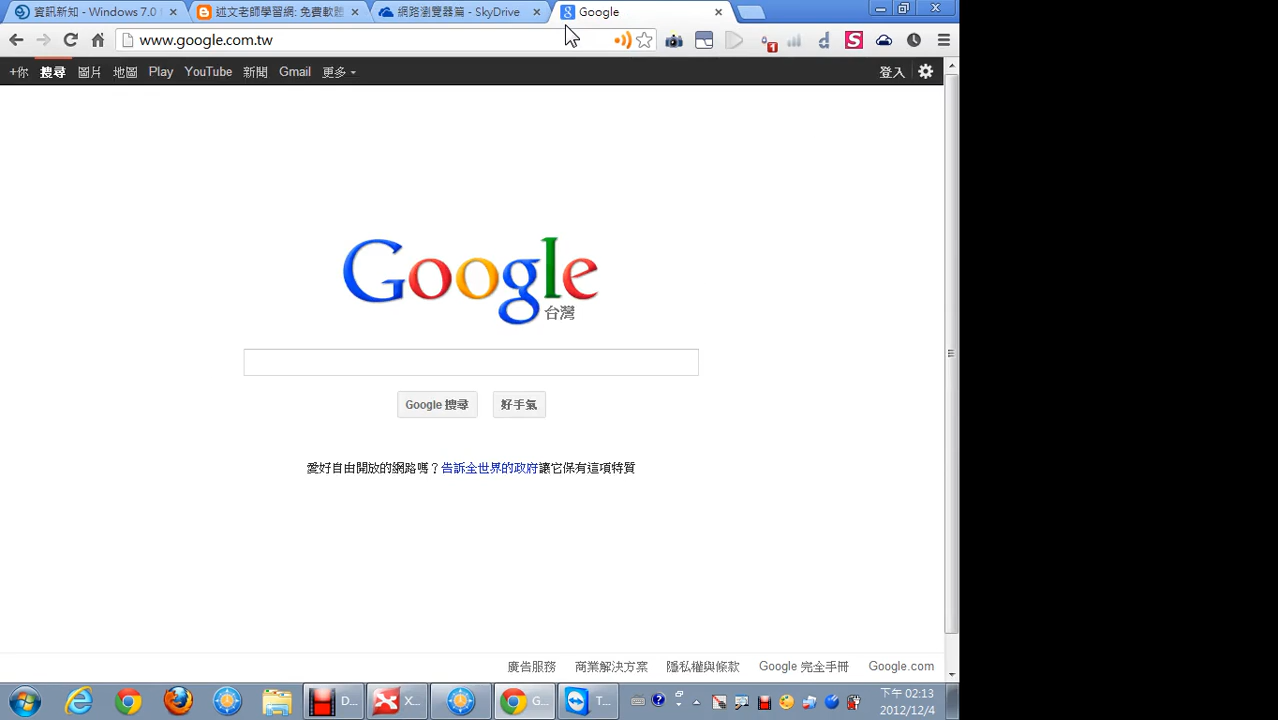 資訊新知 - Windows 7.0
述文老師學習網: 免費軟體
網路瀏覽器篇 - SkyDrive
Google
www.google.com.tw
1
d
S
+你 搜尋 圖片 地圖 Play YouTube 新聞 Gmail 更多
登入
Google
台灣
Google 搜尋
好手氣
愛好自由開放的網路嗎？告訴全世界的政府讓它保有這項特質
廣告服務 商業解決方案 隱私權與條款 Google 完全手冊 Google.com
D...
X...
G...
T...
下午 02:13
2012/12/4